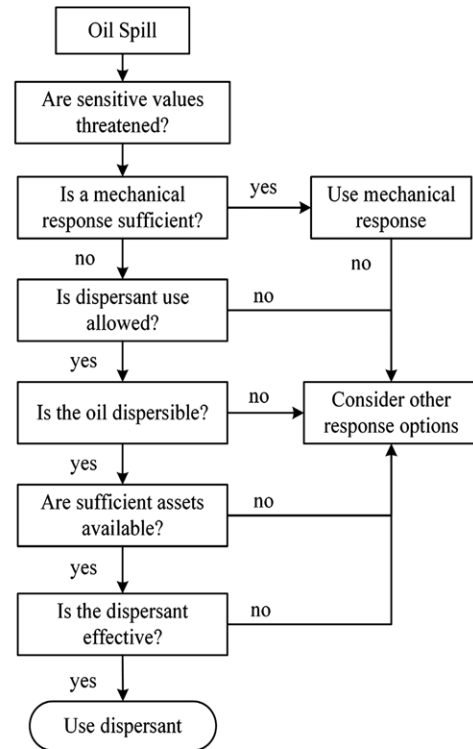 Oil Spill
Are sensitive values
threatened?
Is a mechanical
response sufficient?
yes
Use mechanical
response
no
no
Is dispersant use
allowed?
no
yes
Is the oil dispersible?
no
Consider other
response options
yes
Are sufficient assets
available?
no
yes
Is the dispersant
effective?
no
yes
Use dispersant